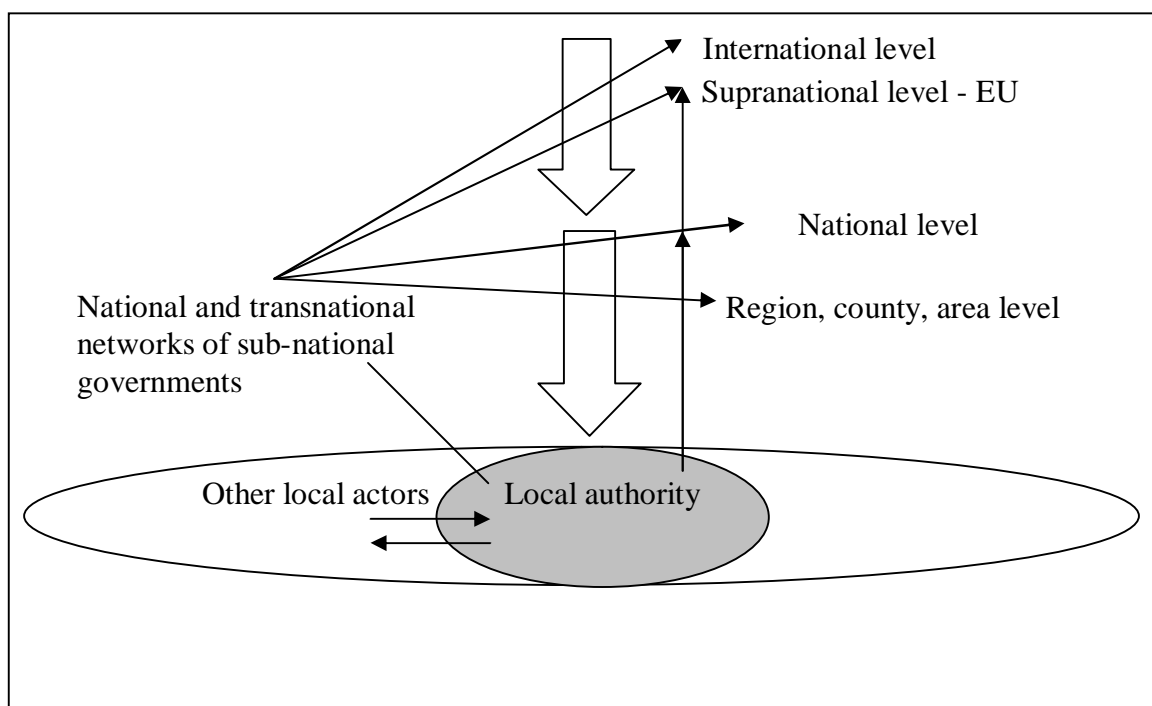 International level
Supranational level - EU
National level
National and transnational
networks of sub-national
governments
Region, county, area level
Other local actors
Local authority